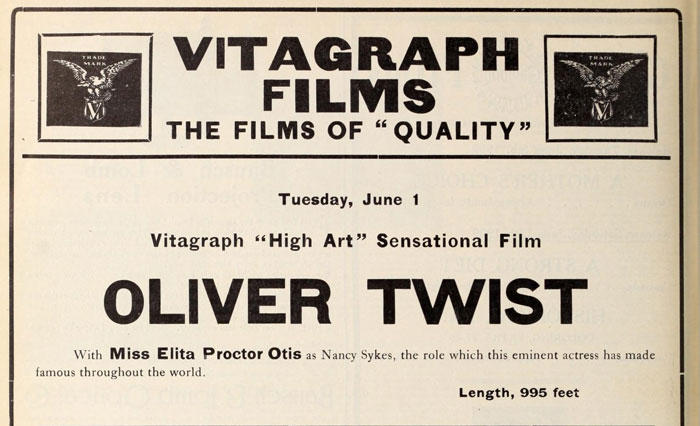 VITAGRAPH
FILMS
THE FILMS OF "QUALITY"
TRADE
MARK
TRADE
MARK
Tuesday, June 1
Vitagraph "High Art" Sensational Film
OLIVER TWIST
With Miss Elita Proctor Otis as Nancy Sykes, the role which this eminent actress has made
famous throughout the world.
Length, 995 feet